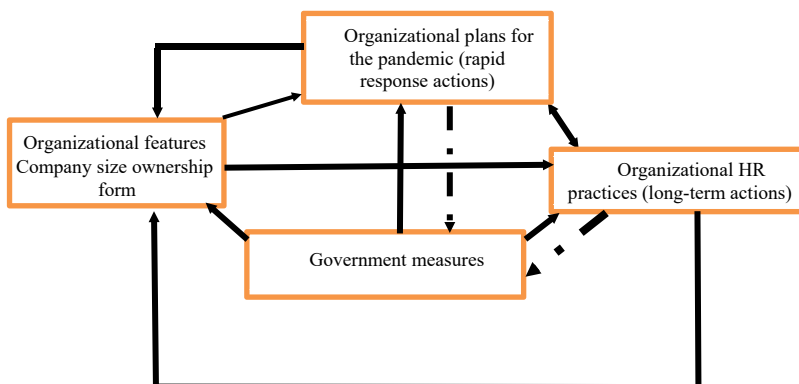 Organizational plans for
the pandemic (rapid
response actions)
Organizational features
Company size ownership
form
Organizational HR
practices (long-term actions)
Government measures